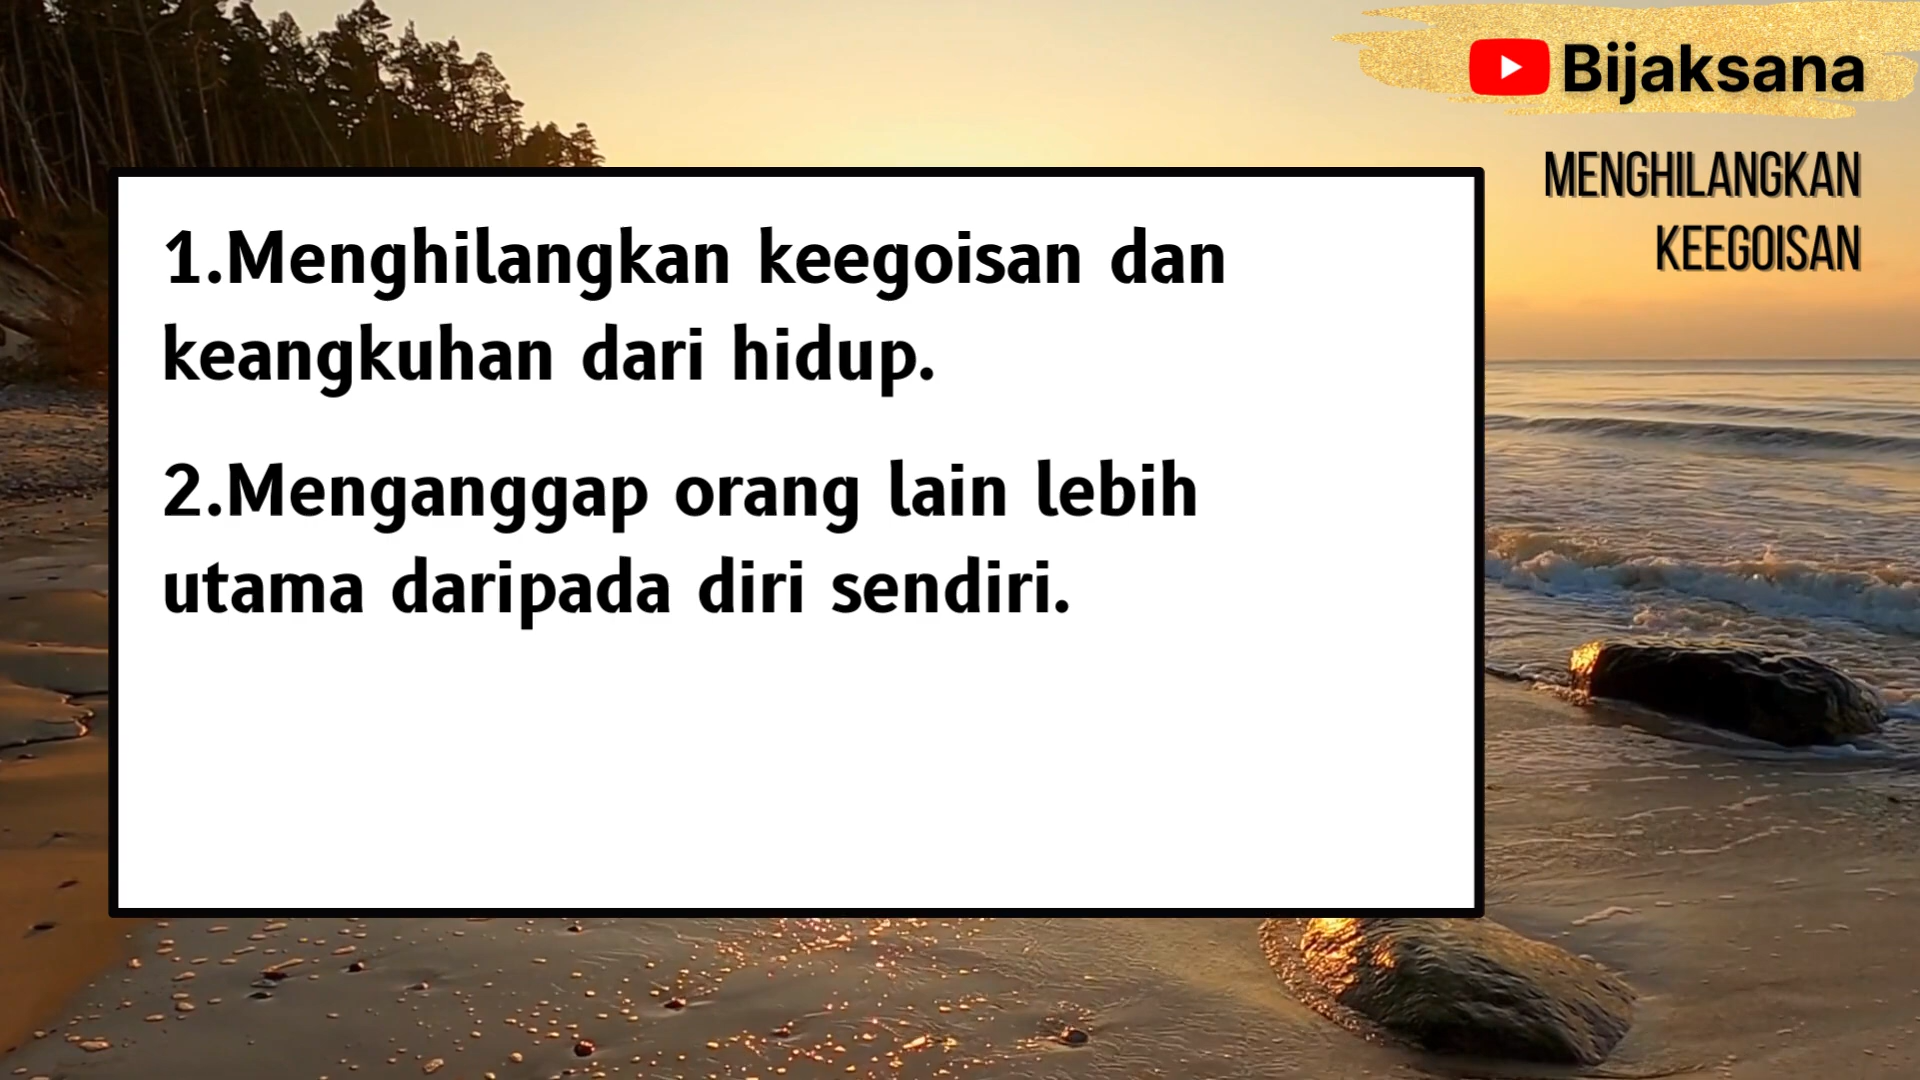 Bijaksana
MENGHILANGKAN
KEEGOISAN
1.Menghilangkan keegoisan dan
keangkuhan dari hidup.
2.Menganggap orang lain lebih
utama daripada diri sendiri.